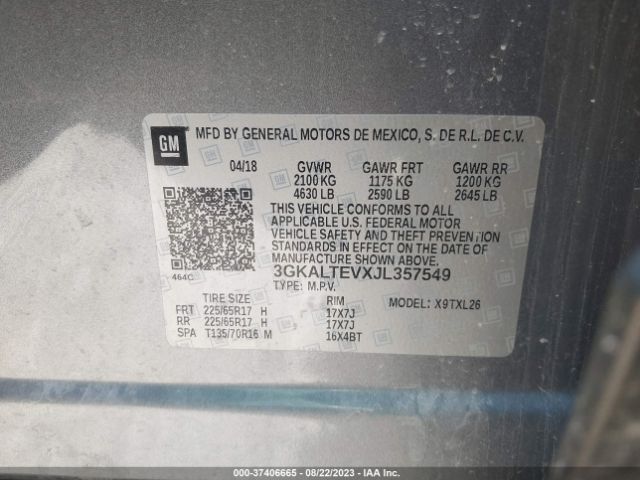 GM
MFD BY GENERAL MOTORS DE MEXICO, S. DE R.L. DE C.V.
04/18 GVWR GAWR FRT GAWR RR
2100 KG 1175 KG 1200 KG
4630 LB 2590 LB 2645 LB
THIS VEHICLE CONFORMS TO ALL
APPLICABLE U.S. FEDERAL MOTOR
VEHICLE SAFETY AND THEFT PREVENTION
STANDARDS IN EFFECT ON THE DATE OF
MANUFACTURE SHOWN ABOVE.
464C 3GKALTEVXJL357549
TYPE: M.P.V.
TIRE SIZE RIM MODEL: X9TXL26
FRT 225/65R17 H 17X7J
RR 225/65R17 H 17X7J
SPA T135/70R16 M 16X4BT
000-37406665 - 08/22/2023 - IAA Inc.